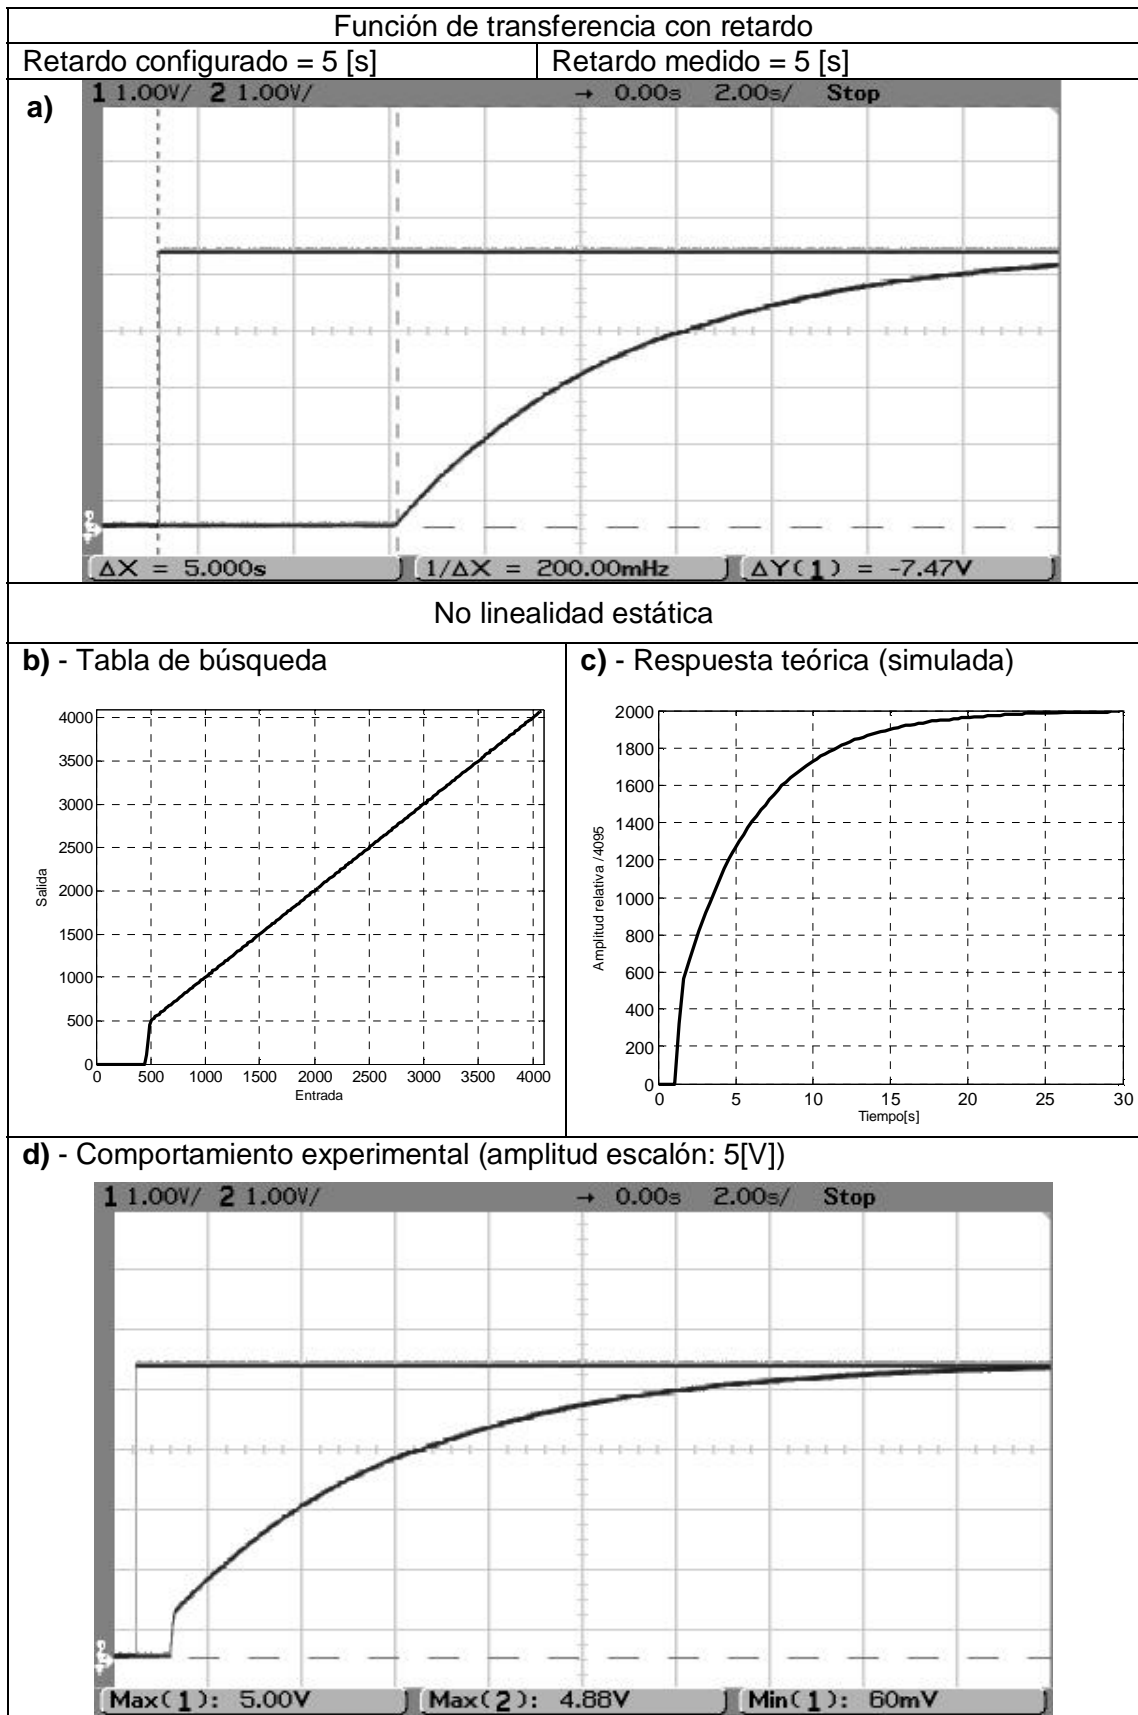 Función de transferencia con retardo
Retardo configurado = 5 [s]
Retardo medido = 5 [s]
a)
1 1.00V/ 2 1.00V/ → 0.00s 2.00s/ Stop
ΔX = 5.000s
1/ΔX = 200.00mHz
ΔY(1) = -7.47V
No linealidad estática
b) - Tabla de búsqueda
4000
3500
3000
2500
2000
1500
1000
500
0
Salida
0 500 1000 1500 2000 2500 3000 3500 4000
Entrada
c) - Respuesta teórica (simulada)
2000
1800
1600
1400
1200
1000
800
600
400
200
0
Amplitud relativa /4095
0 5 10 15 20 25 30
Tiempo[s]
d) - Comportamiento experimental (amplitud escalón: 5[V])
1 1.00V/ 2 1.00V/ → 0.00s 2.00s/ Stop
Max(1): 5.00V
Max(2): 4.88V
Min(1): 60mV